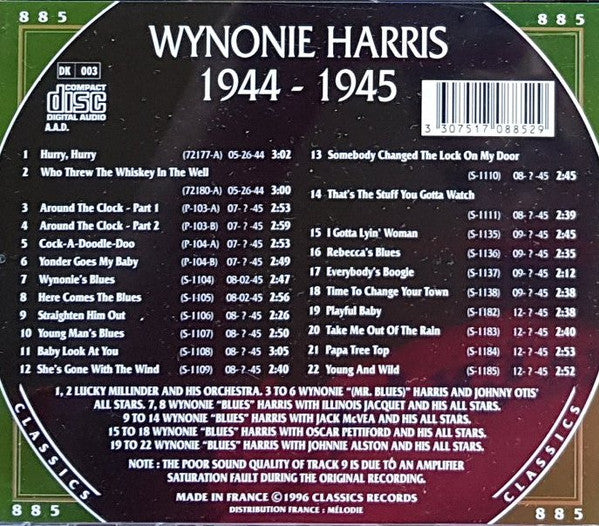 885
885
WYNONIE HARRIS
1944 - 1945
DK 003
COMPACT
disc
DIGITAL AUDIO
A.A.D.
3 307517 088529
1 Hurry, Hurry (72177-A) 05-26-44 3:02
2 Who Threw The Whiskey In The Well
(72180-A) 05-26-44 3:00
3 Around The Clock - Part 1 (P-103-A) 07- ? -45 2:53
4 Around The Clock - Part 2 (P-103-B) 07- ? -45 2:59
5 Cock-A-Doodle-Doo (P-104-A) 07- ? -45 2:53
6 Yonder Goes My Baby (P-104-B) 07- ? -45 2:49
7 Wynonie's Blues (S-1104) 08-02-45 2:47
8 Here Comes The Blues (S-1105) 08-02-45 2:56
9 Straighten Him Out (S-1106) 08- ? -45 2:26
10 Young Man's Blues (S-1107) 08- ? -45 2:50
11 Baby Look At You (S-1108) 08- ? -45 3:05
12 She's Gone With The Wind (S-1109) 08- ? -45 2:40
13 Somebody Changed The Lock On My Door
(S-1110) 08- ? -45 2:45
14 That's The Stuff You Gotta Watch
(S-1111) 08- ? -45 2:39
15 I Gotta Lyin' Woman (S-1135) 09- ? -45 2:45
16 Rebecca's Blues (S-1136) 09- ? -45 2:35
17 Everybody's Boogie (S-1137) 09- ? -45 2:12
18 Time To Change Your Town (S-1138) 09- ? -45 2:38
19 Playful Baby (S-1182) 12- ? -45 2:38
20 Take Me Out Of The Rain (S-1183) 12- ? -45 2:40
21 Papa Tree Top (S-1184) 12- ? -45 2:53
22 Young And Wild (S-1185) 12- ? -45 2:52
1, 2 LUCKY MILLINDER AND HIS ORCHESTRA. 3 TO 6 WYNONIE "(MR. BLUES)" HARRIS AND JOHNNY OTIS'
ALL STARS. 7, 8 WYNONIE "BLUES" HARRIS WITH ILLINOIS JACQUET AND HIS ALL STARS.
9 TO 14 WYNONIE "BLUES" HARRIS WITH JACK McVEA AND HIS ALL STARS.
15 TO 18 WYNONIE "BLUES" HARRIS WITH OSCAR PETTIFORD AND HIS ALL STARS.
19 TO 22 WYNONIE "BLUES" HARRIS WITH JOHNNIE ALSTON AND HIS ALL STARS.
NOTE : THE POOR SOUND QUALITY OF TRACK 9 IS DUE TO AN AMPLIFIER
SATURATION FAULT DURING THE ORIGINAL RECORDING.
MADE IN FRANCE ©1996 CLASSICS RECORDS
DISTRIBUTION FRANCE : MÉLODIE
CLASSICS
CLASSICS
885
885